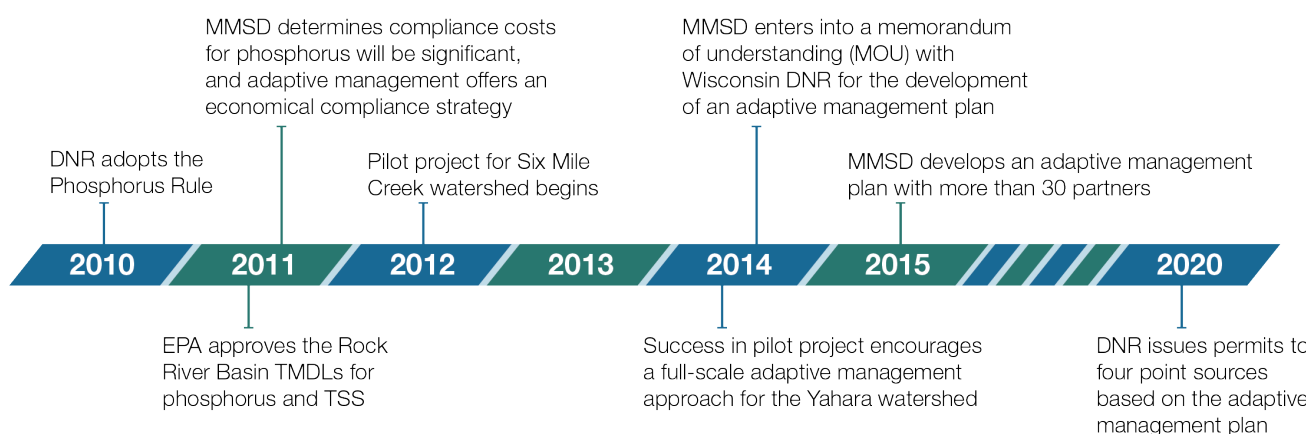 MMSD determines compliance costs
for phosphorus will be significant,
and adaptive management offers an
economical compliance strategy
MMSD enters into a memorandum
of understanding (MOU) with
Wisconsin DNR for the development
of an adaptive management plan
DNR adopts the
Phosphorus Rule
Pilot project for Six Mile
Creek watershed begins
MMSD develops an adaptive management
plan with more than 30 partners
2010 2011 2012 2013 2014 2015 2020
EPA approves the Rock
River Basin TMDLs for
phosphorus and TSS
Success in pilot project encourages
a full-scale adaptive management
approach for the Yahara watershed
DNR issues permits to
four point sources
based on the adaptive
management plan